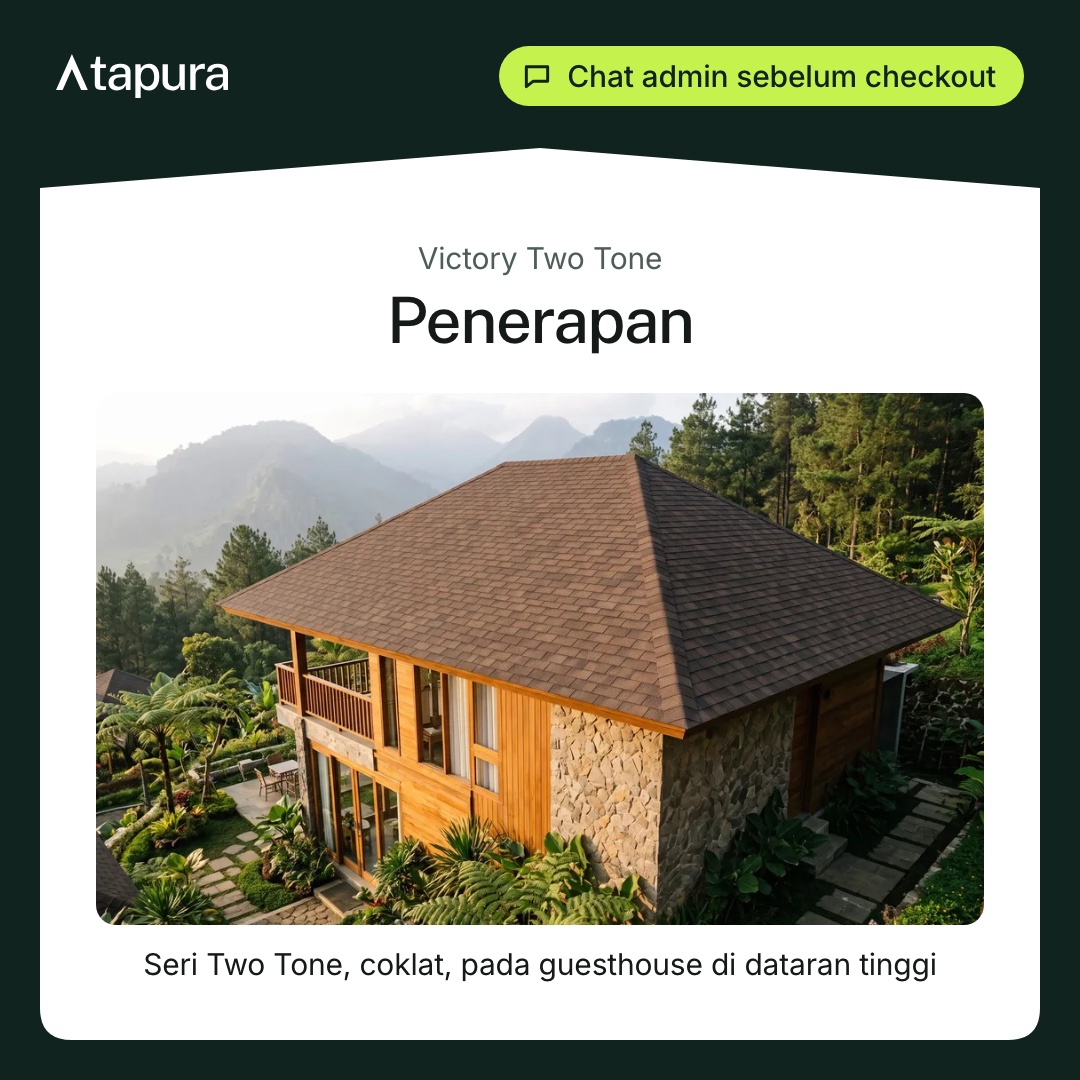 Atapura
Chat admin sebelum checkout
Victory Two Tone
Penerapan
Seri Two Tone, coklat, pada guesthouse di dataran tinggi